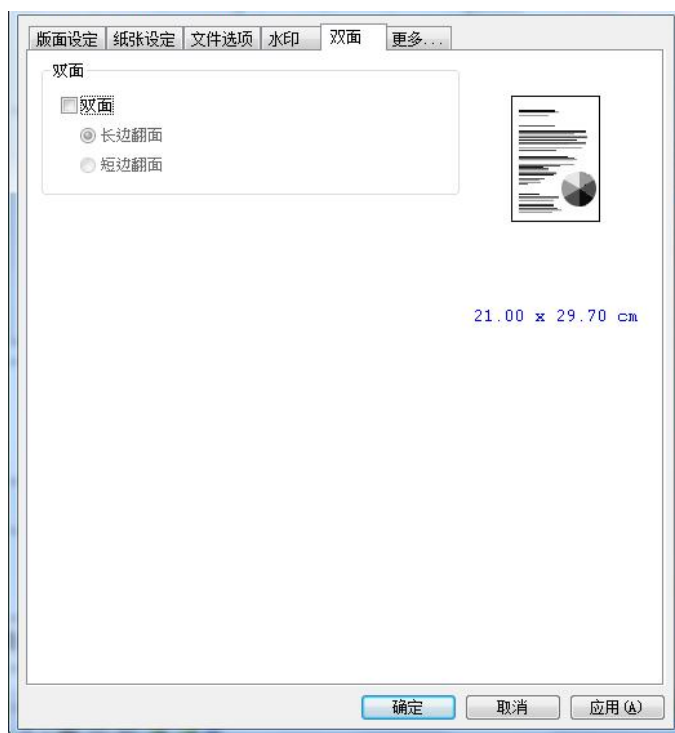 版面设定 纸张设定 文件选项 水印 双面 更多...
双面
双面
长边翻面
短边翻面
21.00 x 29.70 cm
确定 取消 应用(A)